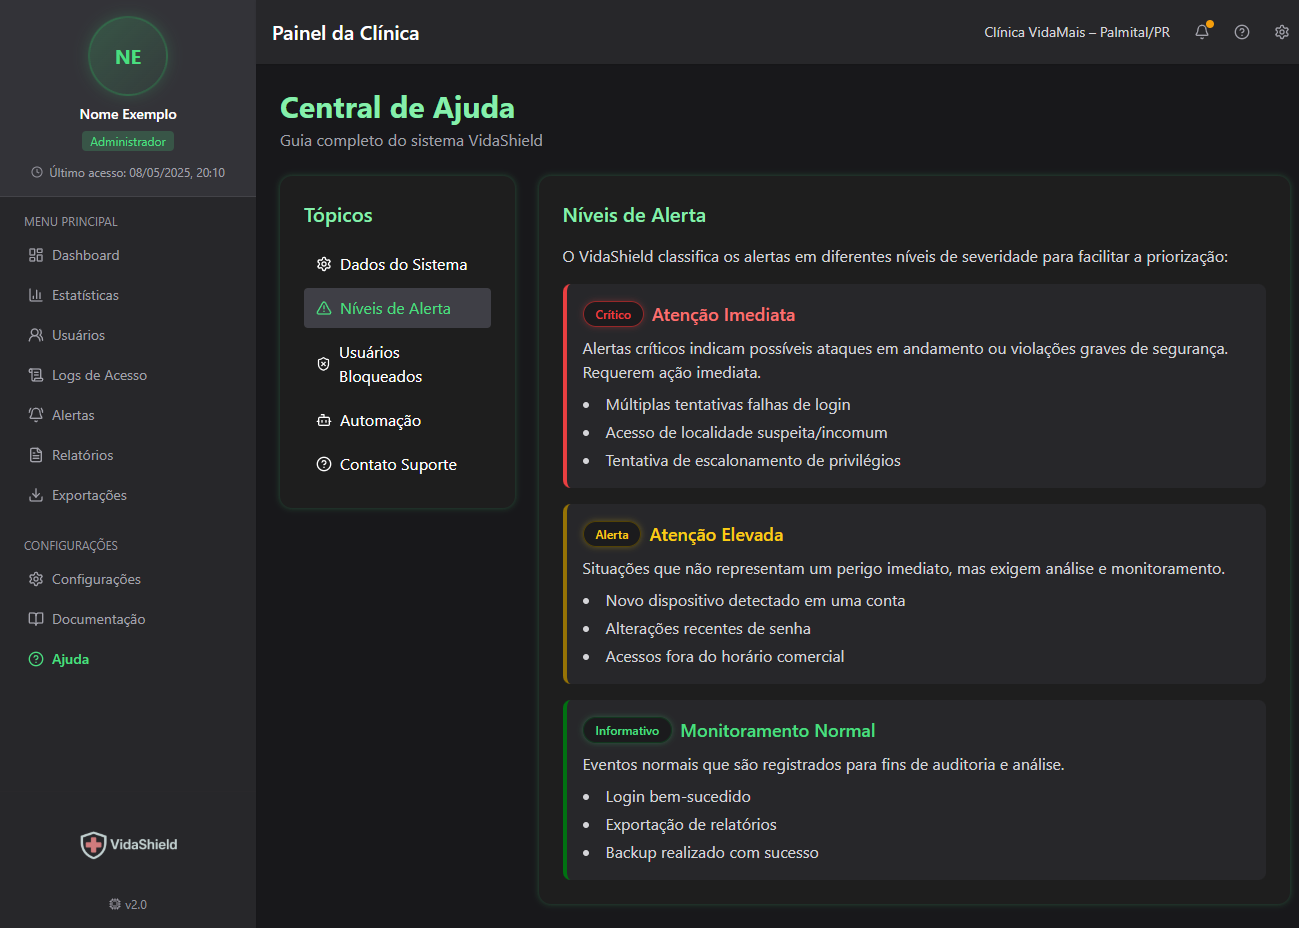 NE
Nome Exemplo
Administrador
Último acesso: 08/05/2025, 20:10
MENU PRINCIPAL
Dashboard
Estatísticas
Usuários
Logs de Acesso
Alertas
Relatórios
Exportações
CONFIGURAÇÕES
Configurações
Documentação
Ajuda
VidaShield
v2.0
Painel da Clínica
Clínica VidaMais – Palmital/PR
Central de Ajuda
Guia completo do sistema VidaShield
Tópicos
Dados do Sistema
Níveis de Alerta
Usuários
Bloqueados
Automação
Contato Suporte
Níveis de Alerta
O VidaShield classifica os alertas em diferentes níveis de severidade para facilitar a priorização:
Crítico Atenção Imediata
Alertas críticos indicam possíveis ataques em andamento ou violações graves de segurança.
Requerem ação imediata.
• Múltiplas tentativas falhas de login
• Acesso de localidade suspeita/incomum
• Tentativa de escalonamento de privilégios
Alerta Atenção Elevada
Situações que não representam um perigo imediato, mas exigem análise e monitoramento.
• Novo dispositivo detectado em uma conta
• Alterações recentes de senha
• Acessos fora do horário comercial
Informativo Monitoramento Normal
Eventos normais que são registrados para fins de auditoria e análise.
• Login bem-sucedido
• Exportação de relatórios
• Backup realizado com sucesso